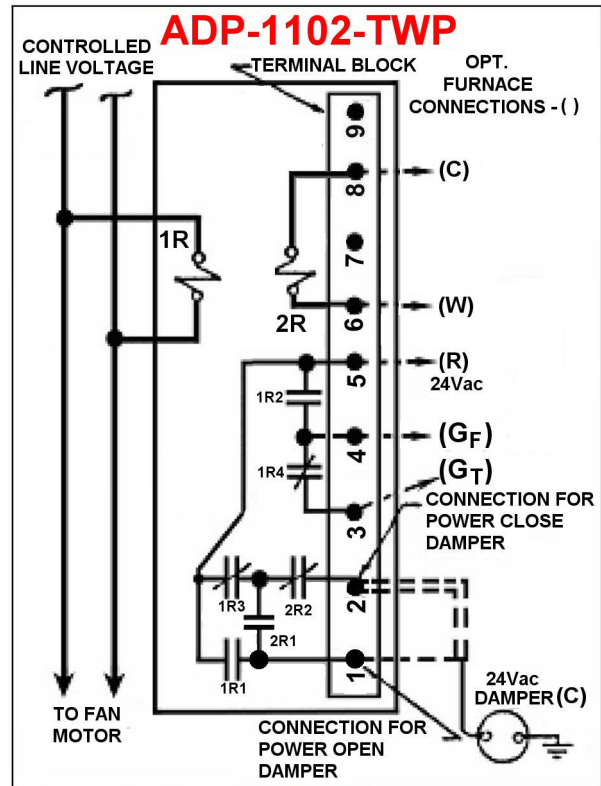 ADP-1102-TWP
CONTROLLED
LINE VOLTAGE
TERMINAL BLOCK
OPT.
FURNACE
CONNECTIONS - ( )
9
8
(C)
7
1R
2R
6
(W)
5
(R)
24Vac
1R2
4
(GF)
1R4
(GT)
3
CONNECTION FOR
POWER CLOSE
DAMPER
1R3
2R2
2
2R1
1R1
1
24Vac
DAMPER (C)
TO FAN
MOTOR
CONNECTION FOR
POWER OPEN
DAMPER